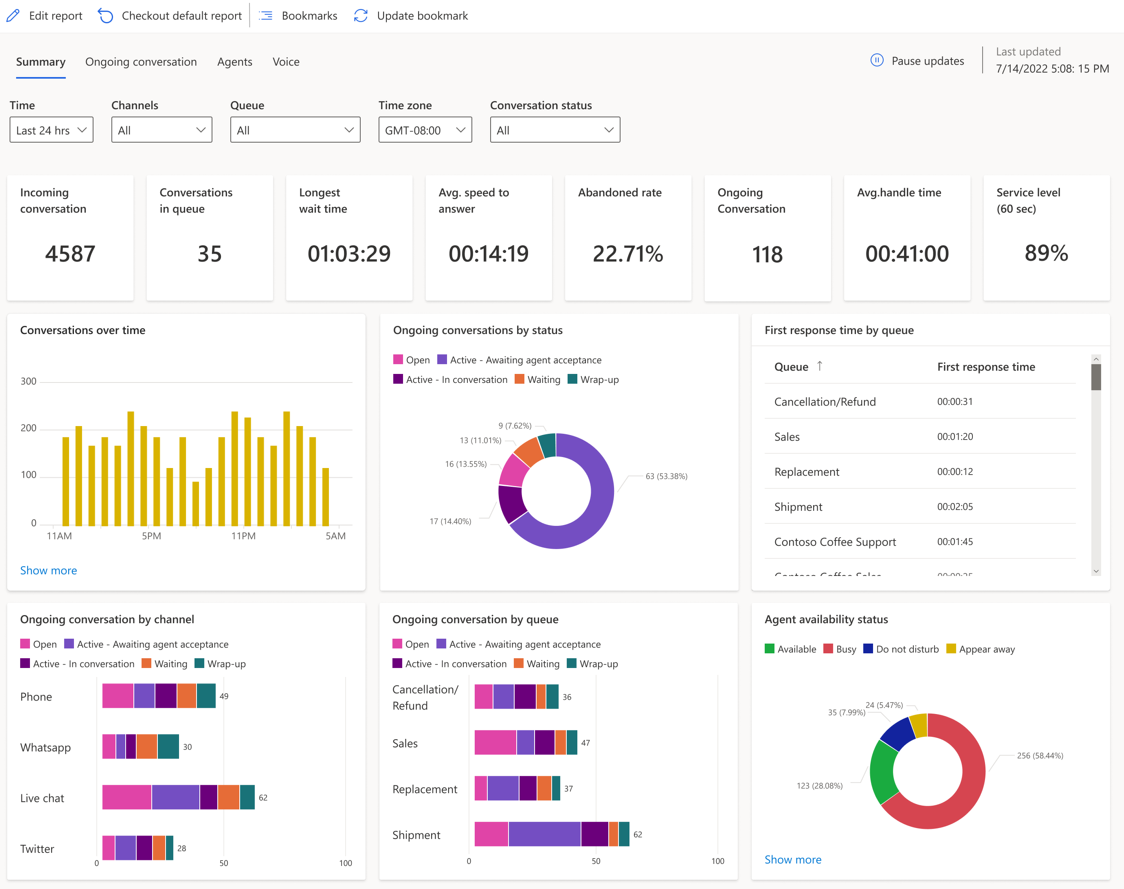 Edit report
Checkout default report
Bookmarks
Update bookmark
Summary
Ongoing conversation
Agents
Voice
Pause updates
Last updated
7/14/2022 5:08: 15 PM
Time
Channels
Queue
Time zone
Conversation status
Last 24 hrs
All
All
GMT-08:00
All
Incoming
conversation
4587
Conversations
in queue
35
Longest
wait time
01:03:29
Avg. speed to
answer
00:14:19
Abandoned rate
22.71%
Ongoing
Conversation
118
Avg.handle time
00:41:00
Service level
(60 sec)
89%
Conversations over time
300
200
100
0
11AM
5PM
11PM
5AM
Show more
Ongoing conversations by status
Open
Active - Awaiting agent acceptance
Active - In conversation
Waiting
Wrap-up
9 (7.62%)
13 (11.01%)
16 (13.55%)
17 (14.40%)
63 (53.38%)
First response time by queue
Queue ↑
First response time
Cancellation/Refund
00:00:31
Sales
00:01:20
Replacement
00:00:12
Shipment
00:02:05
Contoso Coffee Support
00:01:45
Contoso Coffee Sales
Ongoing conversation by channel
Open
Active - Awaiting agent acceptance
Active - In conversation
Waiting
Wrap-up
Phone
49
Whatsapp
30
Live chat
62
Twitter
28
0
50
100
Ongoing conversation by queue
Open
Active - Awaiting agent acceptance
Active - In conversation
Waiting
Wrap-up
Cancellation/
Refund
36
Sales
47
Replacement
37
Shipment
62
0
50
100
Agent availability status
Available
Busy
Do not disturb
Appear away
24 (5.47%)
35 (7.99%)
123 (28.08%)
256 (58.44%)
Show more